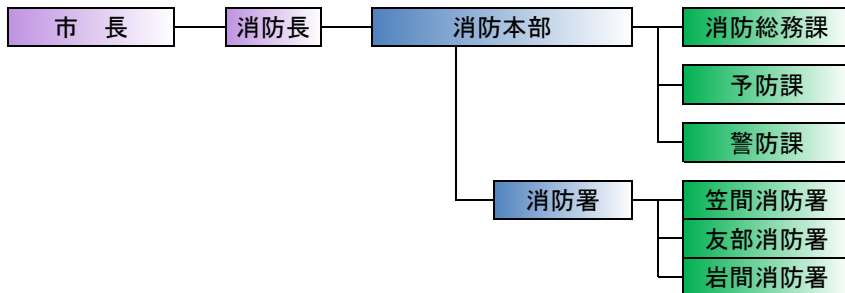 市　長
消防長
消防本部
消防総務課
予防課
警防課
消防署
笠間消防署
友部消防署
岩間消防署